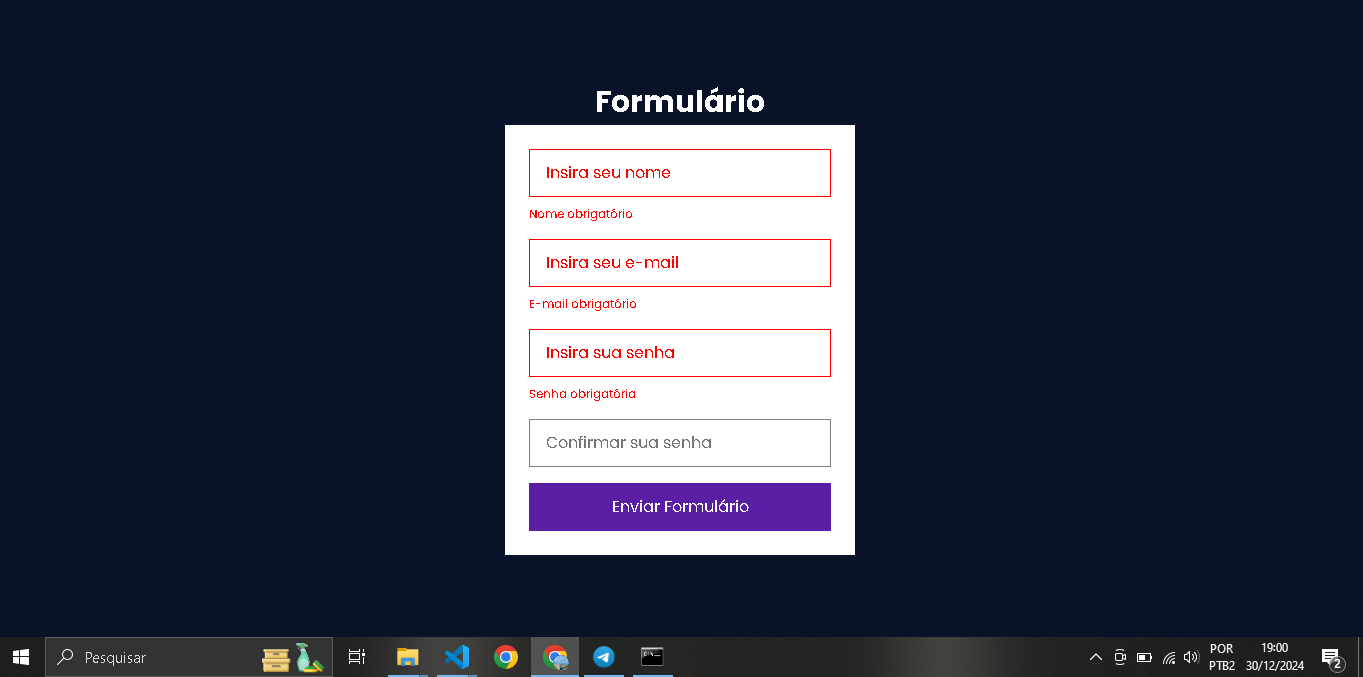 Formulário
Insira seu nome
Nome obrigatório
Insira seu e-mail
E-mail obrigatório
Insira sua senha
Senha obrigatória
Confirmar sua senha
Enviar Formulário
Pesquisar
POR
PTB2
19:00
30/12/2024
2